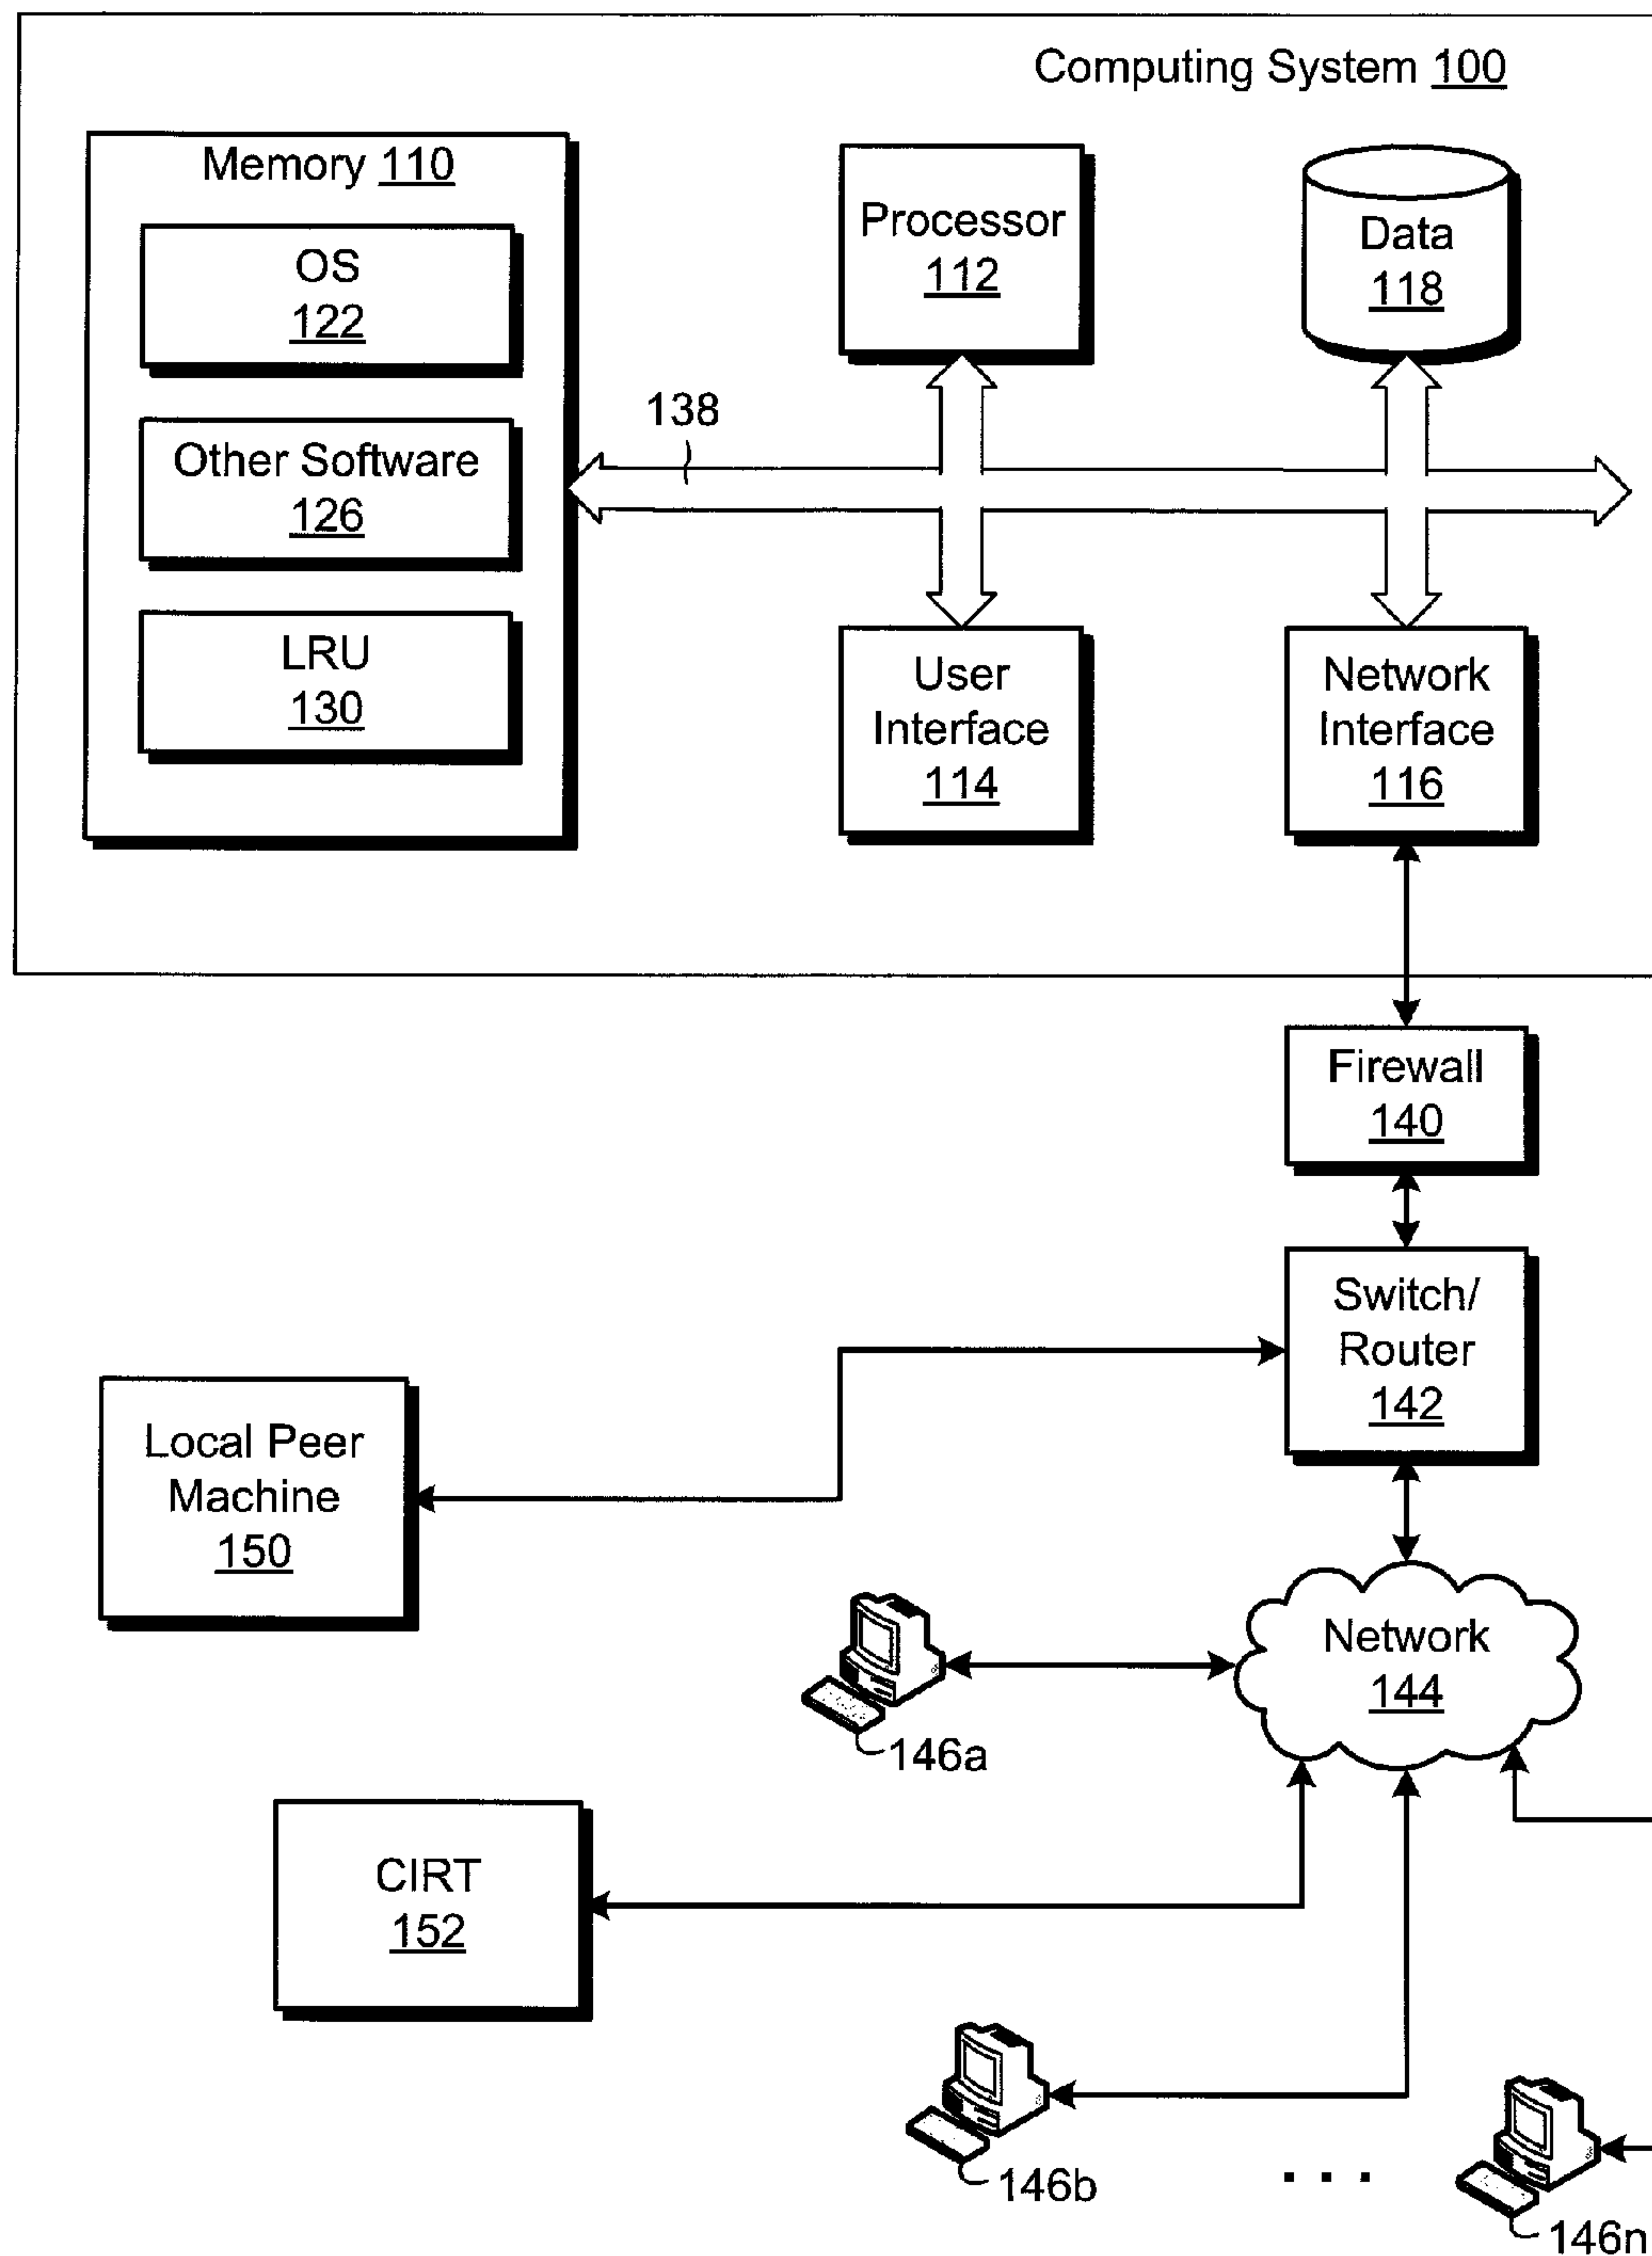 Computing System 100
Memory 110
OS
122
Other Software
126
LRU
130
Processor
112
Data
118
138
User
Interface
114
Network
Interface
116
Firewall
140
Switch/
Router
142
Local Peer
Machine
150
Network
144
146a
CIRT
152
146b
. . .
146n